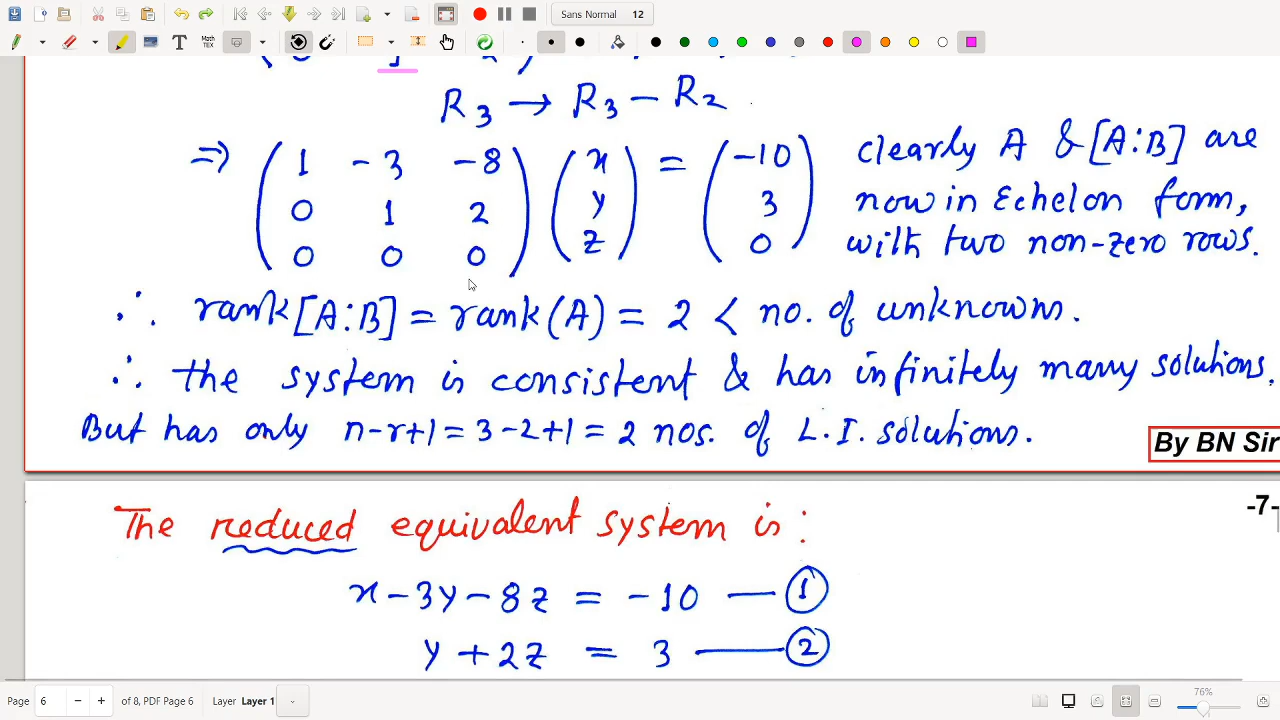 Sans Normal 12
R3 → R3 − R2
⇒ ( 1 −3 −8 ) ( x ) = ( −10 ) clearly A & [A:B] are
( 0 1 2 ) ( y ) ( 3 ) now in Echelon form,
( 0 0 0 ) ( z ) ( 0 ) with two non-zero rows.
∴ rank[A:B] = rank(A) = 2 < no. of unknowns.
∴ the system is consistent & has infinitely many solutions.
But has only n−r+1 = 3−2+1 = 2 nos. of L.I. solutions.
By BN Sir
-7-
The reduced equivalent system is:
x − 3y − 8z = −10 — ①
y + 2z = 3 — ②
Page 6 of 8, PDF Page 6 Layer Layer 1 76%